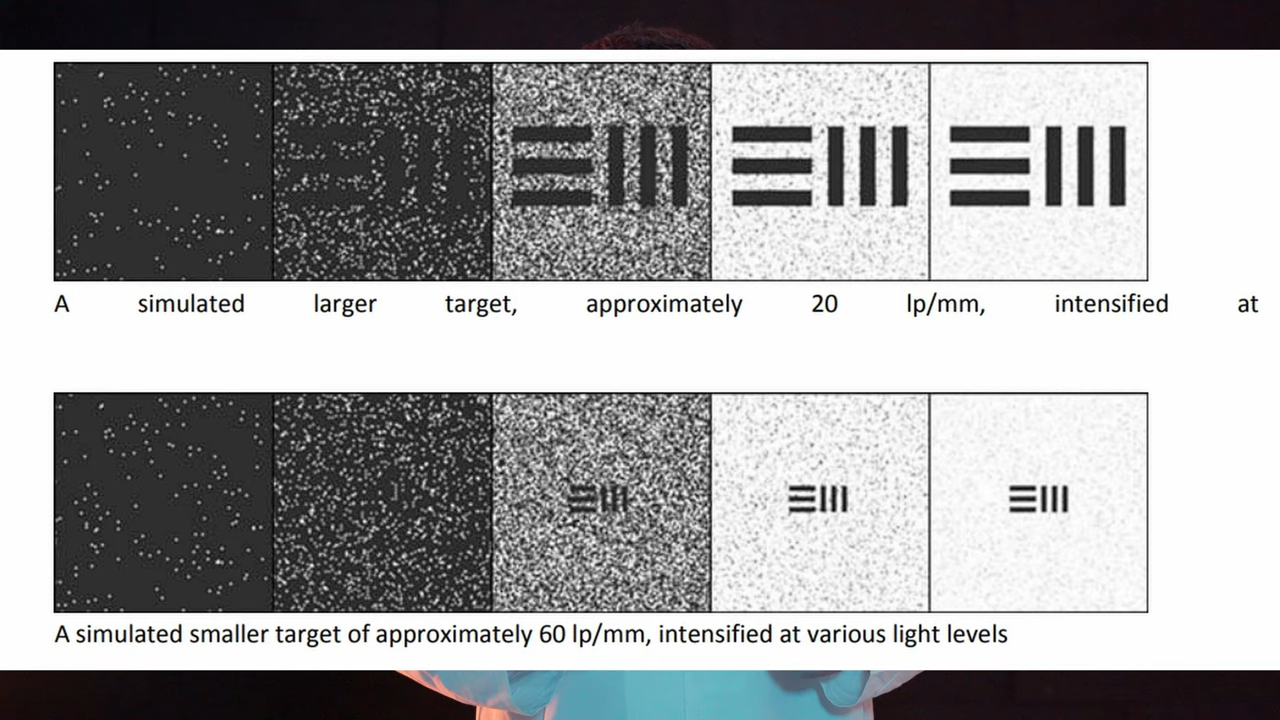 A simulated larger target, approximately 20 lp/mm, intensified at
A simulated smaller target of approximately 60 lp/mm, intensified at various light levels